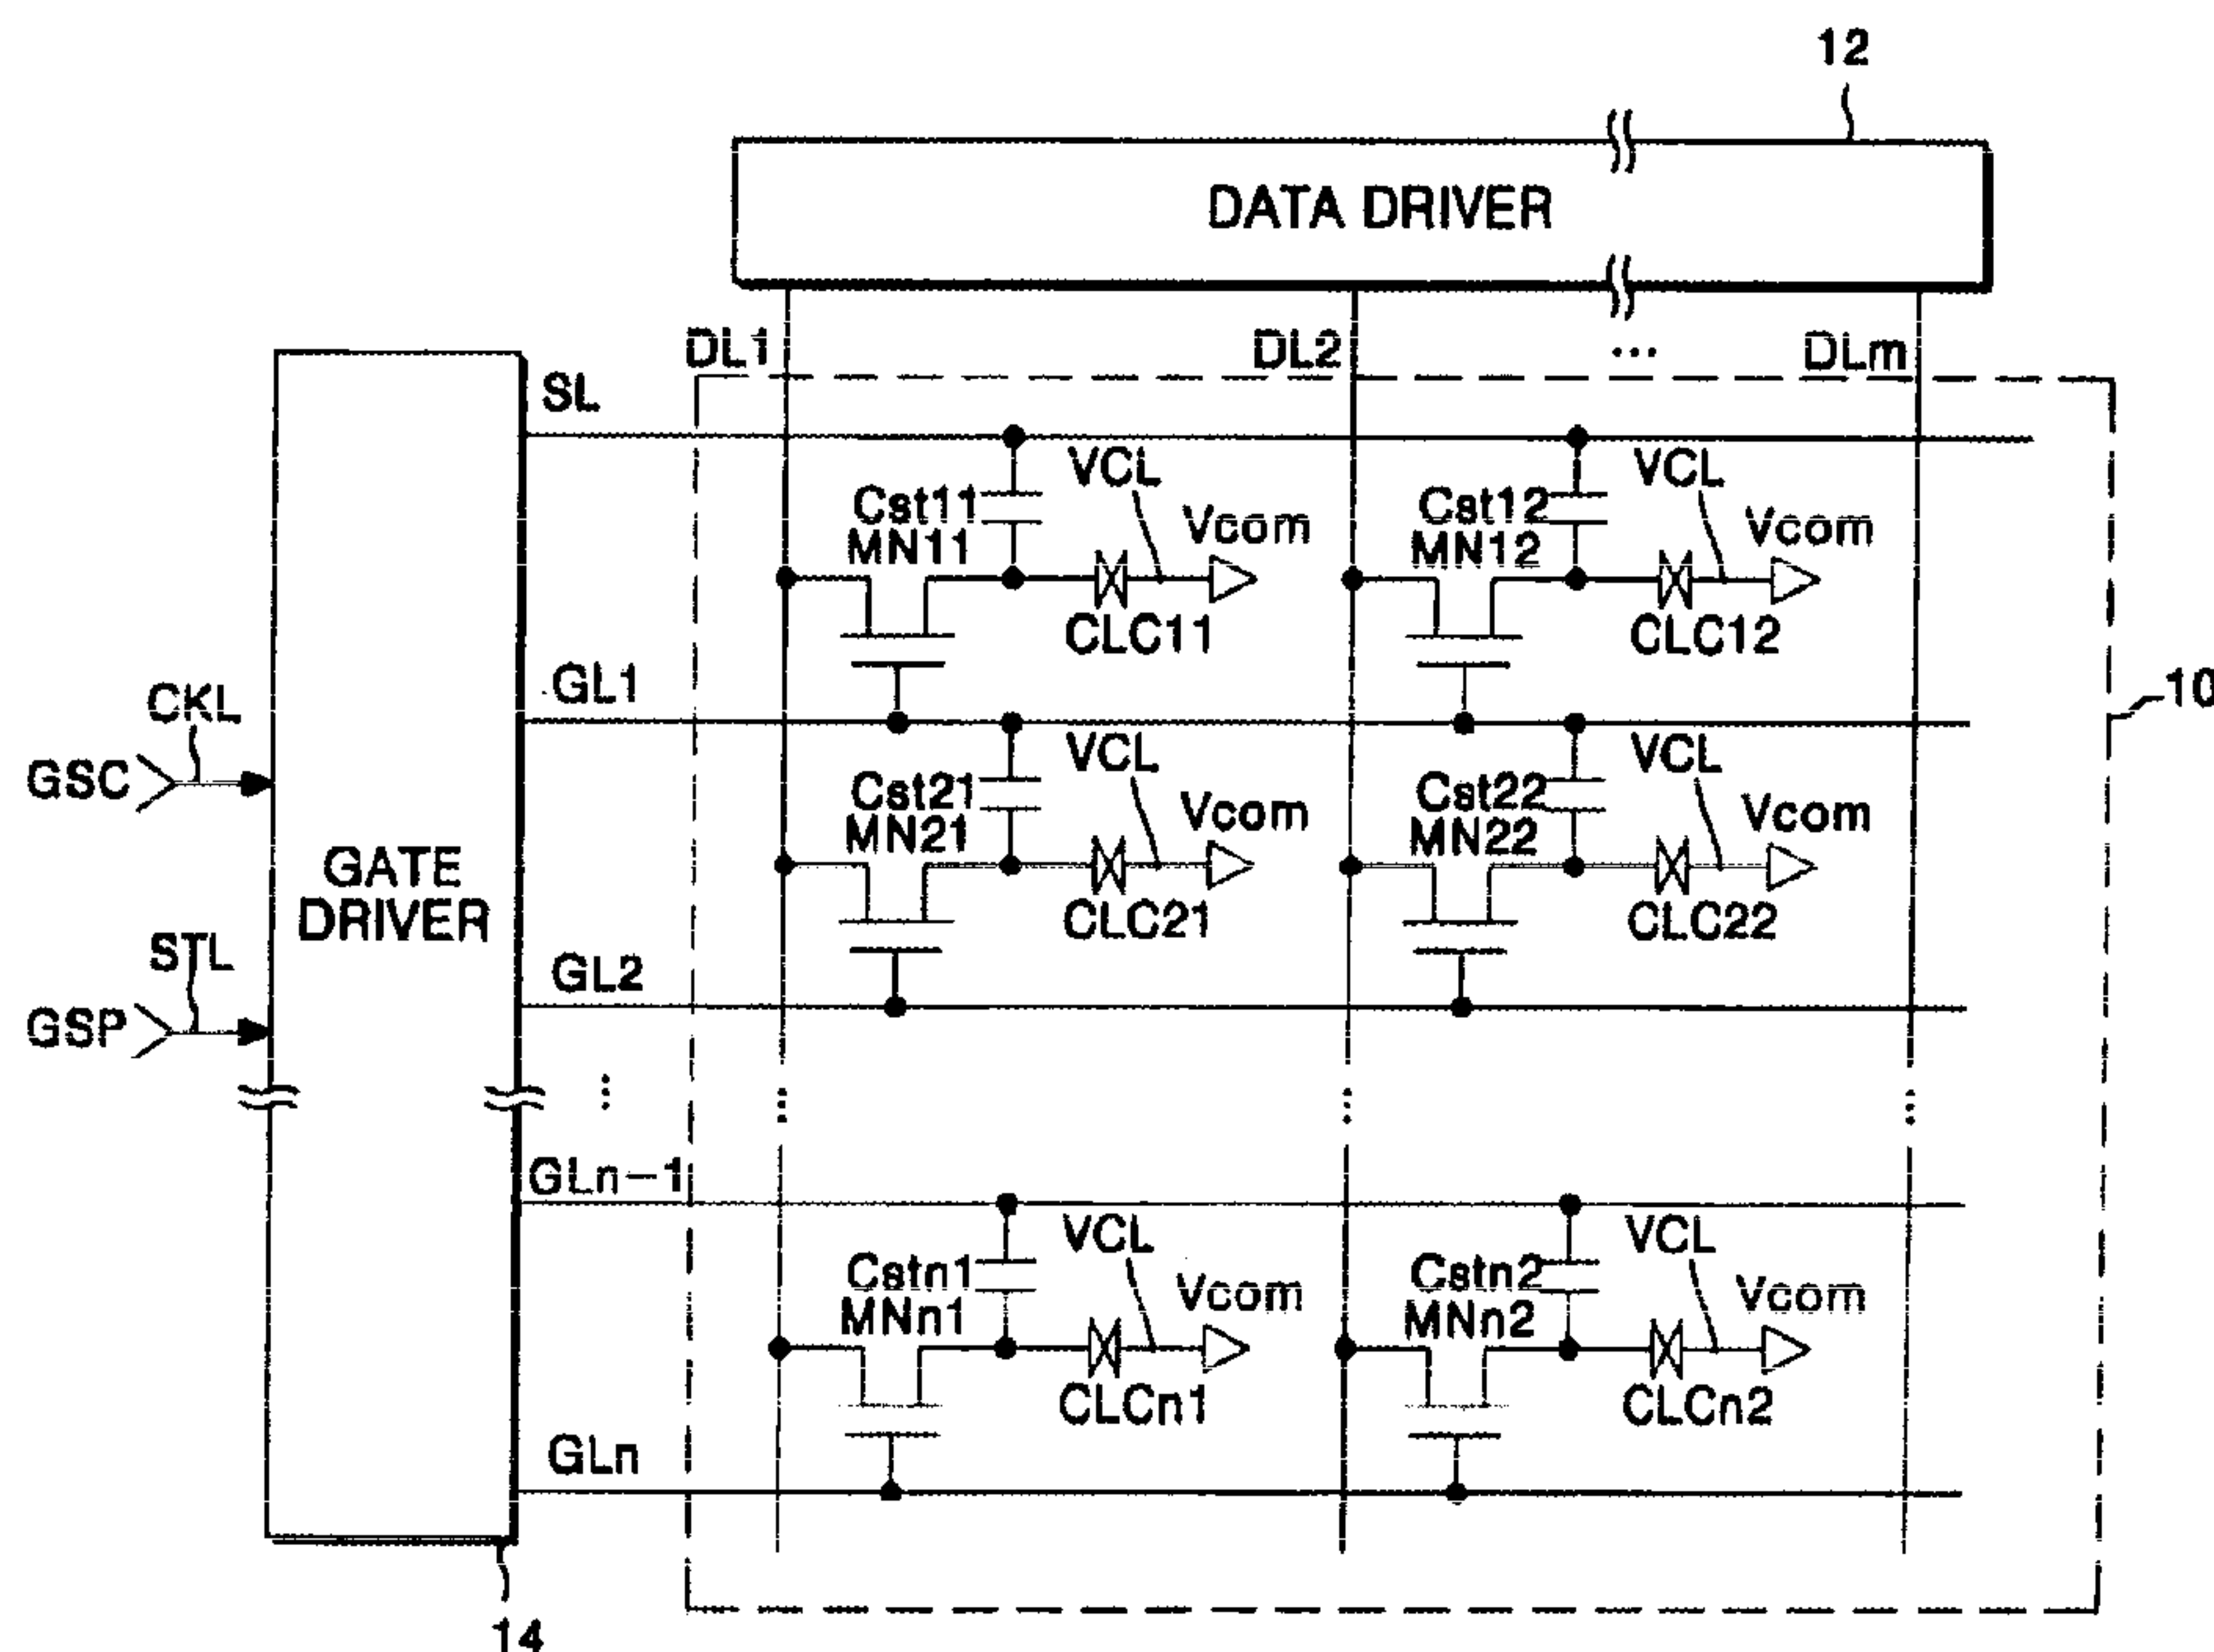 12
DATA DRIVER
DL1 DL2 ... DLm
SL
Cst11 VCL Cst12 VCL
MN11 Vcom MN12 Vcom
CLC11 CLC12
GL1
10
CKL
GSC
Cst21 VCL Cst22 VCL
MN21 Vcom MN22 Vcom
CLC21 CLC22
GATE
DRIVER
STL
GSP
GL2
GLn-1
Cstn1 VCL Cstn2 VCL
MNn1 Vcom MNn2 Vcom
CLCn1 CLCn2
GLn
14